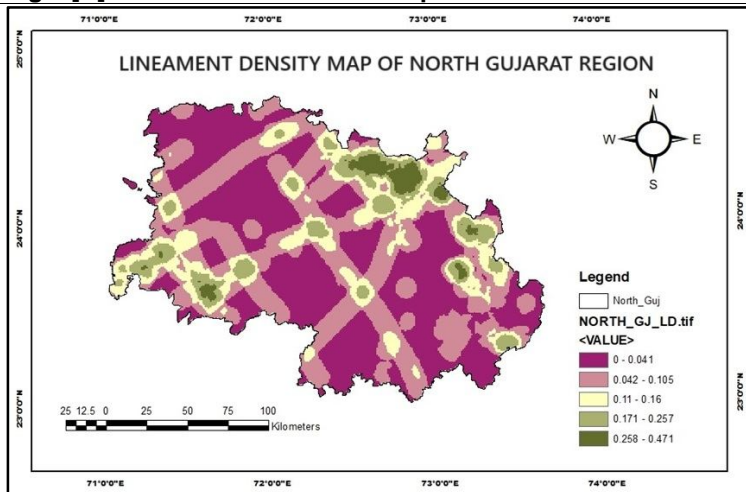 71°0'0"E 72°0'0"E 73°0'0"E 74°0'0"E
25°0'0"N
LINEAMENT DENSITY MAP OF NORTH GUJARAT REGION
N
W E
S
24°0'0"N 24°0'0"N
Legend
North_Guj
NORTH_GJ_LD.tif
<VALUE>
0 - 0.041
0.042 - 0.105
0.11 - 0.16
0.171 - 0.257
0.258 - 0.471
23°0'0"N 23°0'0"N
25 12.5 0 25 50 75 100
Kilometers
71°0'0"E 72°0'0"E 73°0'0"E 74°0'0"E